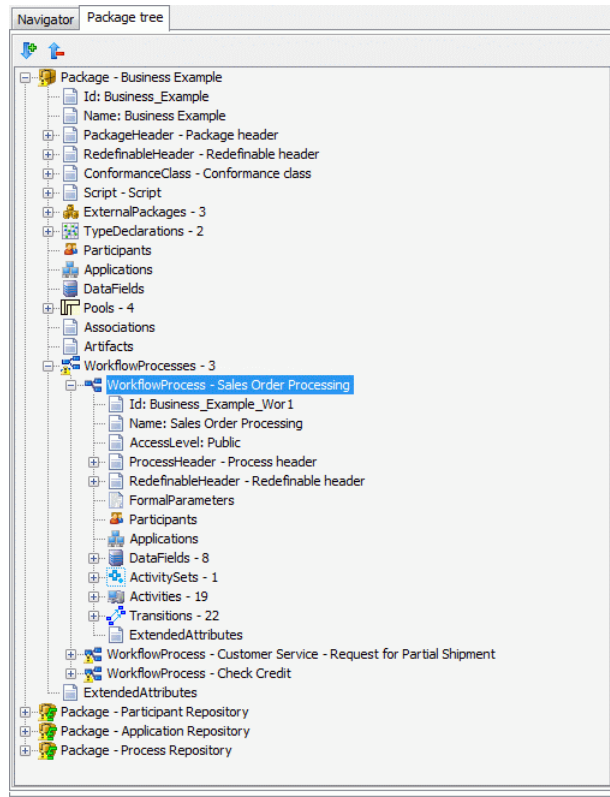 Navigator Package tree
Package - Business Example
Id: Business_Example
Name: Business Example
PackageHeader - Package header
RedefinableHeader - Redefinable header
ConformanceClass - Conformance class
Script - Script
ExternalPackages - 3
TypeDeclarations - 2
Participants
Applications
DataFields
Pools - 4
Associations
Artifacts
WorkflowProcesses - 3
WorkflowProcess - Sales Order Processing
Id: Business_Example_Wor1
Name: Sales Order Processing
AccessLevel: Public
ProcessHeader - Process header
RedefinableHeader - Redefinable header
FormalParameters
Participants
Applications
DataFields - 8
ActivitySets - 1
Activities - 19
Transitions - 22
ExtendedAttributes
WorkflowProcess - Customer Service - Request for Partial Shipment
WorkflowProcess - Check Credit
ExtendedAttributes
Package - Participant Repository
Package - Application Repository
Package - Process Repository